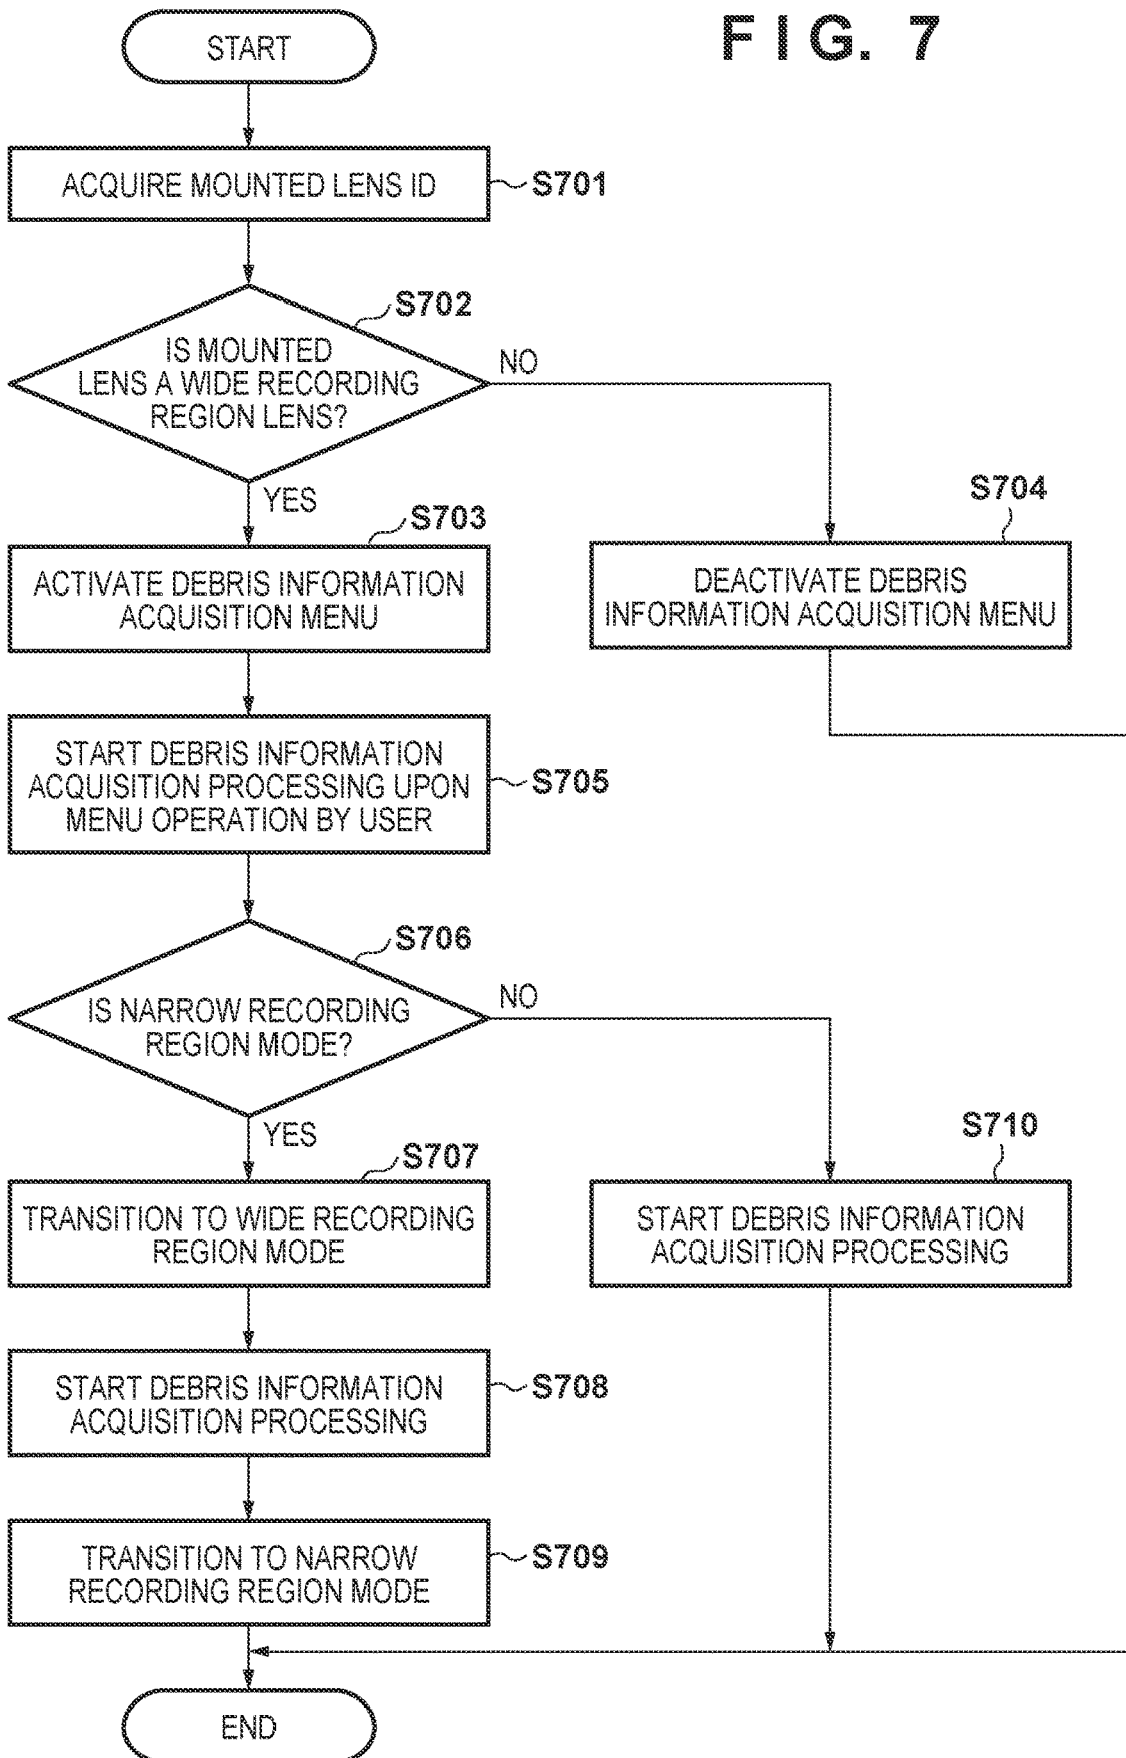 FIG. 7
START
ACQUIRE MOUNTED LENS ID
S701
S702
IS MOUNTED
LENS A WIDE RECORDING
REGION LENS?
NO
YES
S703
ACTIVATE DEBRIS INFORMATION
ACQUISITION MENU
S704
DEACTIVATE DEBRIS
INFORMATION ACQUISITION MENU
START DEBRIS INFORMATION
ACQUISITION PROCESSING UPON
MENU OPERATION BY USER
S705
S706
IS NARROW RECORDING
REGION MODE?
NO
YES
S707
TRANSITION TO WIDE RECORDING
REGION MODE
S710
START DEBRIS INFORMATION
ACQUISITION PROCESSING
START DEBRIS INFORMATION
ACQUISITION PROCESSING
S708
TRANSITION TO NARROW
RECORDING REGION MODE
S709
END